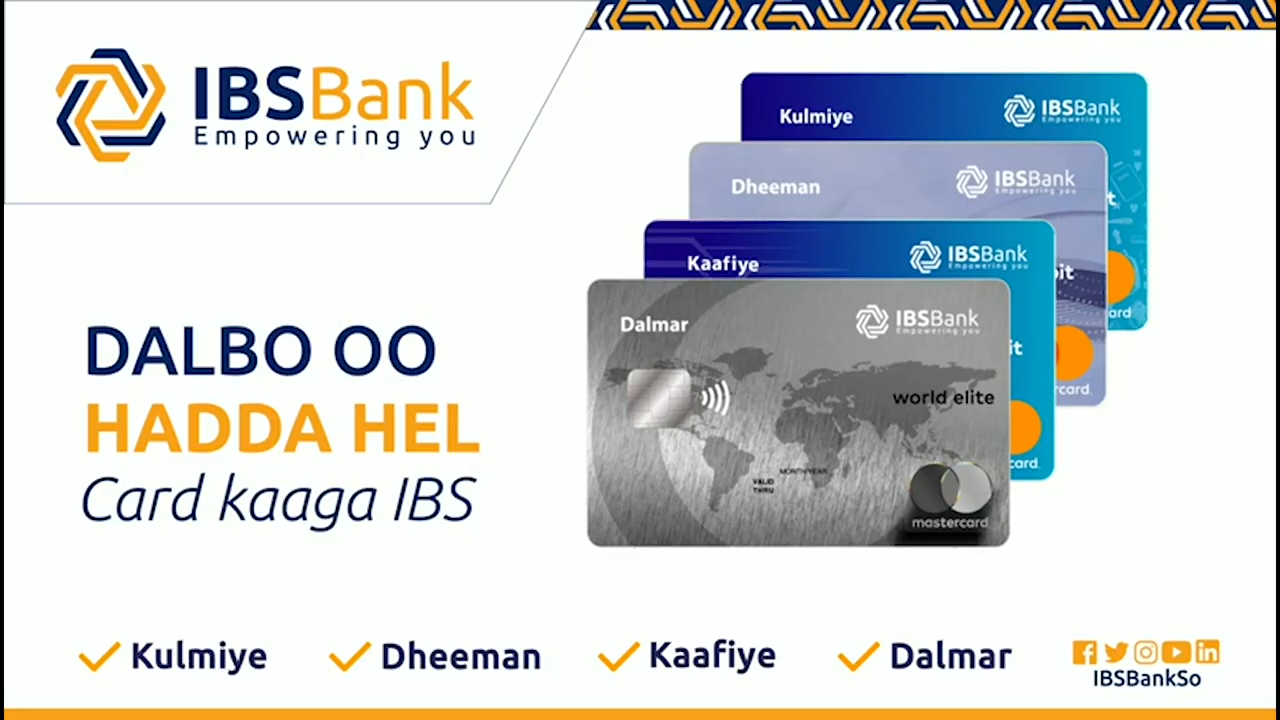 IBSBank
Empowering you
DALBO OO
HADDA HEL
Card kaaga IBS
Kulmiye
IBSBank
Empowering you
Dheeman
IBSBank
Empowering you
Kaafiye
IBSBank
Empowering you
Dalmar
IBSBank
Empowering you
world elite
MONTH/YEAR
VALID
THRU
mastercard
Kulmiye
Dheeman
Kaafiye
Dalmar
IBSBankSo